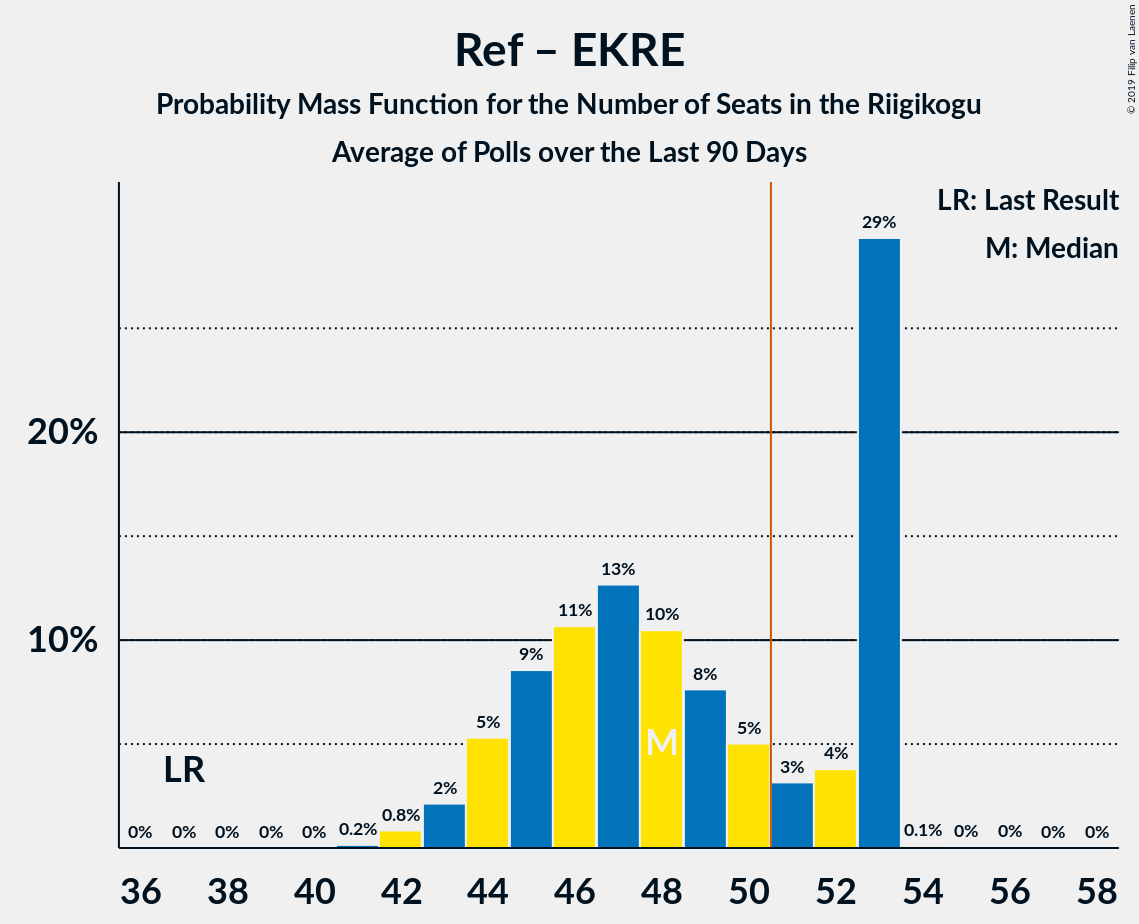 Ref – EKRE
Probability Mass Function for the Number of Seats in the Riigikogu
Average of Polls over the Last 90 Days
© 2019 Filip van Laenen
LR: Last Result
M: Median
20%
10%
0% 0% 0% 0% 0% 0.2% 0.8% 2% 5% 9% 11% 13% 10% 8% 5% 3% 4% 29% 0.1% 0% 0% 0% 0%
LR
M
36 38 40 42 44 46 48 50 52 54 56 58